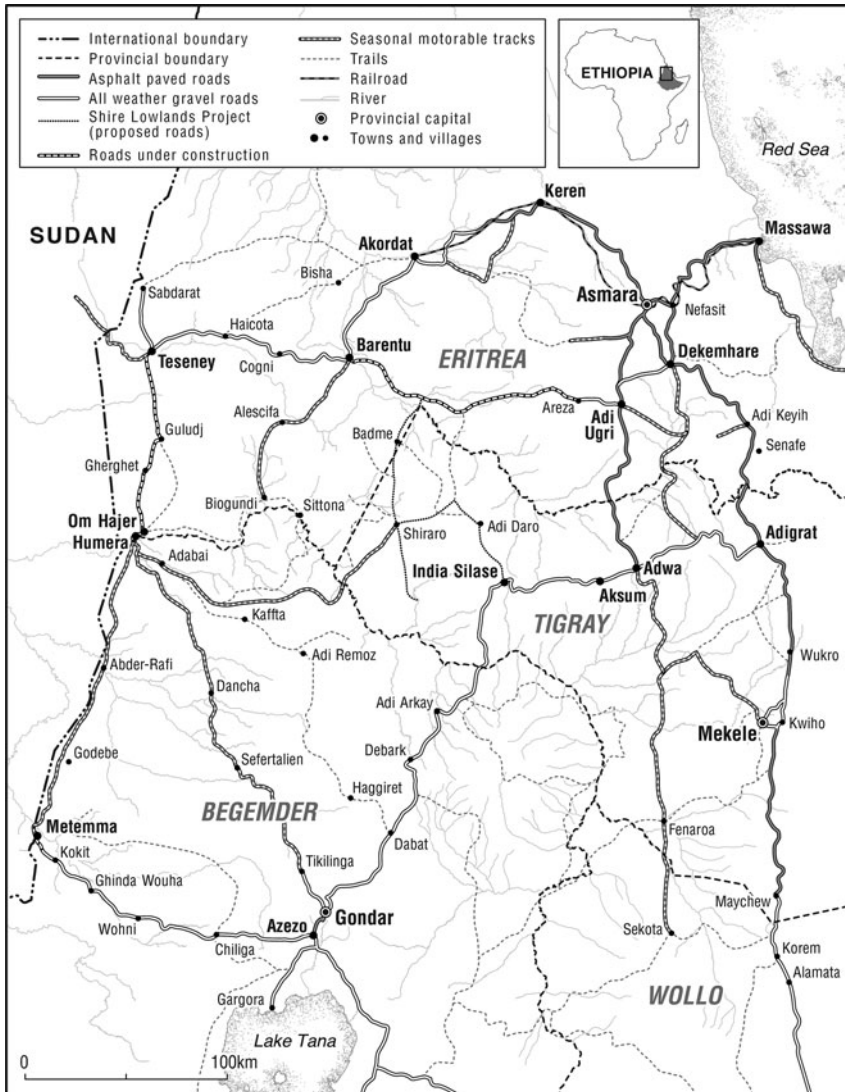 International boundary
Provincial boundary
Asphalt paved roads
All weather gravel roads
Shire Lowlands Project
(proposed roads)
Roads under construction
Seasonal motorable tracks
Trails
Railroad
River
Provincial capital
Towns and villages
ETHIOPIA
Red Sea
SUDAN
Keren
Akordat
Massawa
Bisha
Sabdarat
Asmara
Nefasit
Haicota
Teseney
Cogni
Barentu
ERITREA
Dekemhare
Alescifa
Areza
Adi
Ugri
Adi Keyih
Guludj
Badme
Senafe
Gherghet
Biogundi
Sittona
Om Hajer
Humera
Shiraro
Adi Daro
Adigrat
Adabai
India Silase
Adwa
Aksum
Kaffta
TIGRAY
Adi Remoz
Wukro
Abder-Rafi
Dancha
Adi Arkay
Mekele
Kwiho
Godebe
Sefertalien
Debark
Haggiret
BEGEMDER
Metemma
Dabat
Fenaroa
Kokit
Tikilinga
Ghinda Wouha
Maychew
Gondar
Wohni
Azezo
Sekota
Chiliga
Korem
Alamata
Gargora
WOLLO
Lake Tana
0
100km